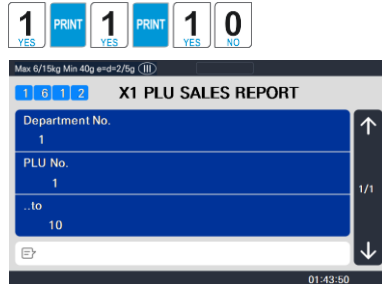 1 PRINT 1 PRINT 1 0
YES YES YES NO
Max 6/15kg Min 40g e=d=2/5g (III)
1 6 1 2 X1 PLU SALES REPORT
Department No.
1
PLU No.
1
1/1
..to
10
01:43:50